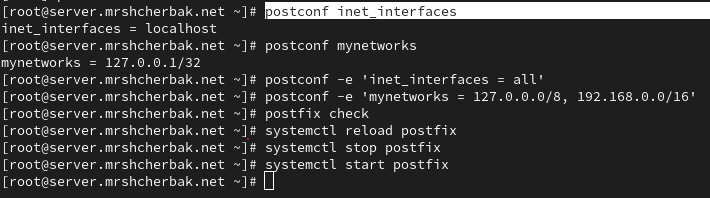 [root@server.mrshcherbak.net ~]# postconf inet_interfaces
inet_interfaces = localhost
[root@server.mrshcherbak.net ~]# postconf mynetworks
mynetworks = 127.0.0.1/32
[root@server.mrshcherbak.net ~]# postconf -e 'inet_interfaces = all'
[root@server.mrshcherbak.net ~]# postconf -e 'mynetworks = 127.0.0.0/8, 192.168.0.0/16'
[root@server.mrshcherbak.net ~]# postfix check
[root@server.mrshcherbak.net ~]# systemctl reload postfix
[root@server.mrshcherbak.net ~]# systemctl stop postfix
[root@server.mrshcherbak.net ~]# systemctl start postfix
[root@server.mrshcherbak.net ~]#